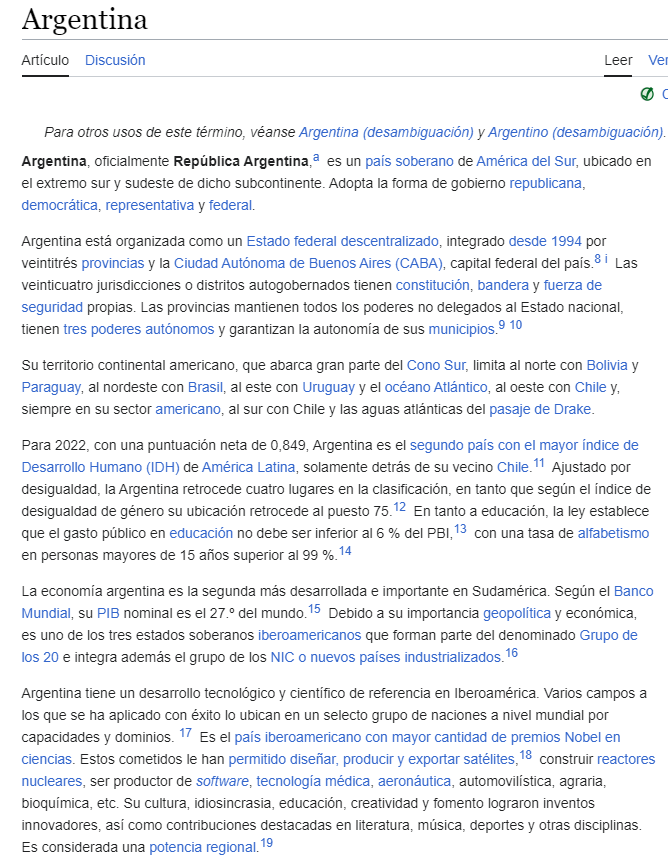 Argentina
Artículo Discusión Leer
Para otros usos de este término, véanse Argentina (desambiguación) y Argentino (desambiguación).
Argentina, oficialmente República Argentina,a es un país soberano de América del Sur, ubicado en
el extremo sur y sudeste de dicho subcontinente. Adopta la forma de gobierno republicana,
democrática, representativa y federal.
Argentina está organizada como un Estado federal descentralizado, integrado desde 1994 por
veintitrés provincias y la Ciudad Autónoma de Buenos Aires (CABA), capital federal del país.8 i Las
veinticuatro jurisdicciones o distritos autogobernados tienen constitución, bandera y fuerza de
seguridad propias. Las provincias mantienen todos los poderes no delegados al Estado nacional,
tienen tres poderes autónomos y garantizan la autonomía de sus municipios.9 10
Su territorio continental americano, que abarca gran parte del Cono Sur, limita al norte con Bolivia y
Paraguay, al nordeste con Brasil, al este con Uruguay y el océano Atlántico, al oeste con Chile y,
siempre en su sector americano, al sur con Chile y las aguas atlánticas del pasaje de Drake.
Para 2022, con una puntuación neta de 0,849, Argentina es el segundo país con el mayor índice de
Desarrollo Humano (IDH) de América Latina, solamente detrás de su vecino Chile.11 Ajustado por
desigualdad, la Argentina retrocede cuatro lugares en la clasificación, en tanto que según el índice de
desigualdad de género su ubicación retrocede al puesto 75.12 En tanto a educación, la ley establece
que el gasto público en educación no debe ser inferior al 6 % del PBI,13 con una tasa de alfabetismo
en personas mayores de 15 años superior al 99 %.14
La economía argentina es la segunda más desarrollada e importante en Sudamérica. Según el Banco
Mundial, su PIB nominal es el 27.º del mundo.15 Debido a su importancia geopolítica y económica,
es uno de los tres estados soberanos iberoamericanos que forman parte del denominado Grupo de
los 20 e integra además el grupo de los NIC o nuevos países industrializados.16
Argentina tiene un desarrollo tecnológico y científico de referencia en Iberoamérica. Varios campos a
los que se ha aplicado con éxito lo ubican en un selecto grupo de naciones a nivel mundial por
capacidades y dominios. 17 Es el país iberoamericano con mayor cantidad de premios Nobel en
ciencias. Estos cometidos le han permitido diseñar, producir y exportar satélites,18 construir reactores
nucleares, ser productor de software, tecnología médica, aeronáutica, automovilística, agraria,
bioquímica, etc. Su cultura, idiosincrasia, educación, creatividad y fomento lograron inventos
innovadores, así como contribuciones destacadas en literatura, música, deportes y otras disciplinas.
Es considerada una potencia regional.19